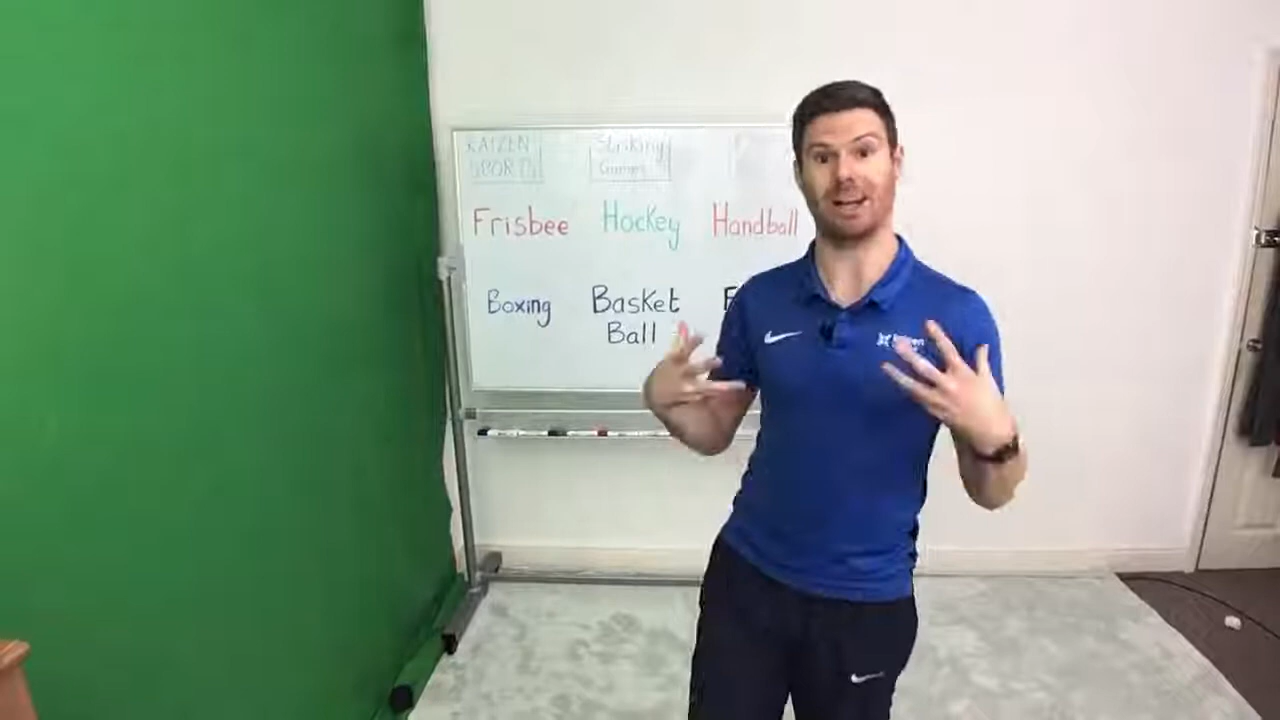 KAIZEN
SPORTS
Striking
Games
Frisbee Hockey Handball
Boxing
Basket
Ball